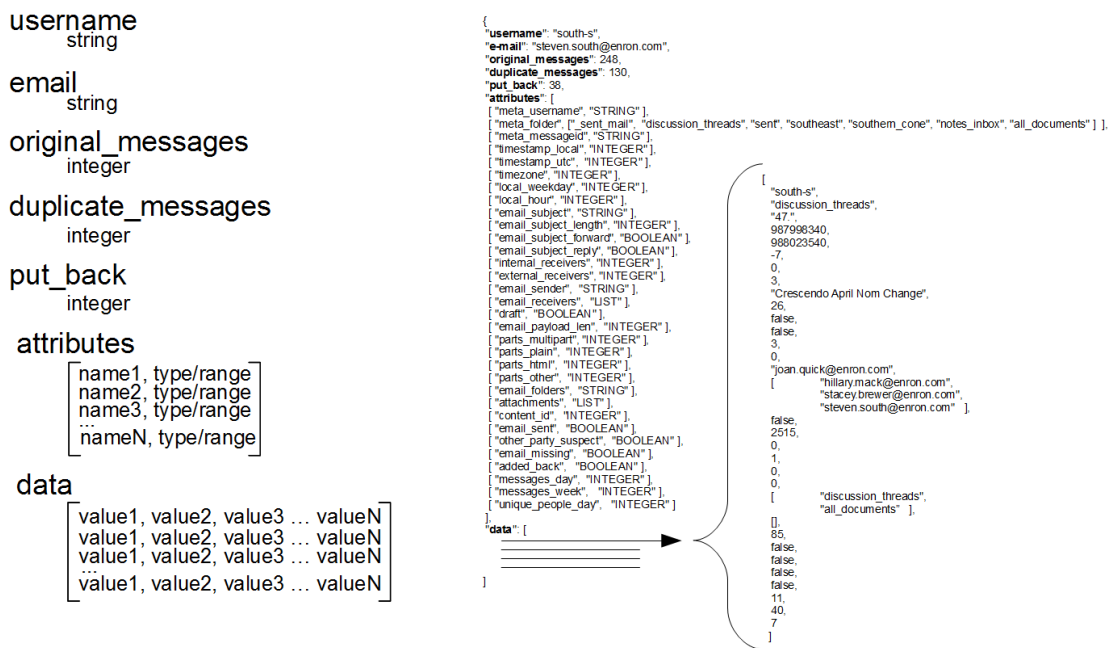 username
string
email
string
original_messages
integer
duplicate_messages
integer
put_back
integer
attributes
name1, type/range
name2, type/range
name3, type/range
...
nameN, type/range
data
value1, value2, value3 ... valueN
value1, value2, value3 ... valueN
value1, value2, value3 ... valueN
...
value1, value2, value3 ... valueN
{
"username": "south-s",
"e-mail": "steven.south@enron.com",
"original_messages": 248,
"duplicate_messages": 130,
"put_back": 38,
"attributes": [
[ "meta_username", "STRING" ],
[ "meta_folder", ["_sent_mail", "discussion_threads", "sent", "southeast", "southern_cone", "notes_inbox", "all_documents" ] ],
[ "meta_messageid", "STRING" ],
[ "timestamp_local", "INTEGER" ],
[ "timestamp_utc", "INTEGER" ],
[ "timezone", "INTEGER" ],
[ "local_weekday", "INTEGER" ],
[ "local_hour", "INTEGER" ],
[ "email_subject", "STRING" ],
[ "email_subject_length", "INTEGER" ],
[ "email_subject_forward", "BOOLEAN" ],
[ "email_subject_reply", "BOOLEAN" ],
[ "internal_receivers", "INTEGER" ],
[ "external_receivers", "INTEGER" ],
[ "email_sender", "STRING" ],
[ "email_receivers", "LIST" ],
[ "draft", "BOOLEAN" ],
[ "email_payload_len", "INTEGER" ],
[ "parts_multipart", "INTEGER" ],
[ "parts_plain", "INTEGER" ],
[ "parts_html", "INTEGER" ],
[ "parts_other", "INTEGER" ],
[ "email_folders", "STRING" ],
[ "attachments", "LIST" ],
[ "content_id", "INTEGER" ],
[ "email_sent", "BOOLEAN" ],
[ "other_party_suspect", "BOOLEAN" ],
[ "email_missing", "BOOLEAN" ],
[ "added_back", "BOOLEAN" ],
[ "messages_day", "INTEGER" ],
[ "messages_week", "INTEGER" ],
[ "unique_people_day", "INTEGER" ]
],
"data": [
]
[
"south-s",
"discussion_threads",
"47.",
987998340,
988023540,
-7,
0,
3,
"Crescendo April Nom Change",
26,
false,
false,
3,
0,
"joan.quick@enron.com",
[ "hillary.mack@enron.com",
"stacey.brewer@enron.com",
"steven.south@enron.com" ],
false,
2515,
0,
1,
0,
0,
[ "discussion_threads",
"all_documents" ],
[],
85,
false,
false,
false,
false,
11,
40,
7
]